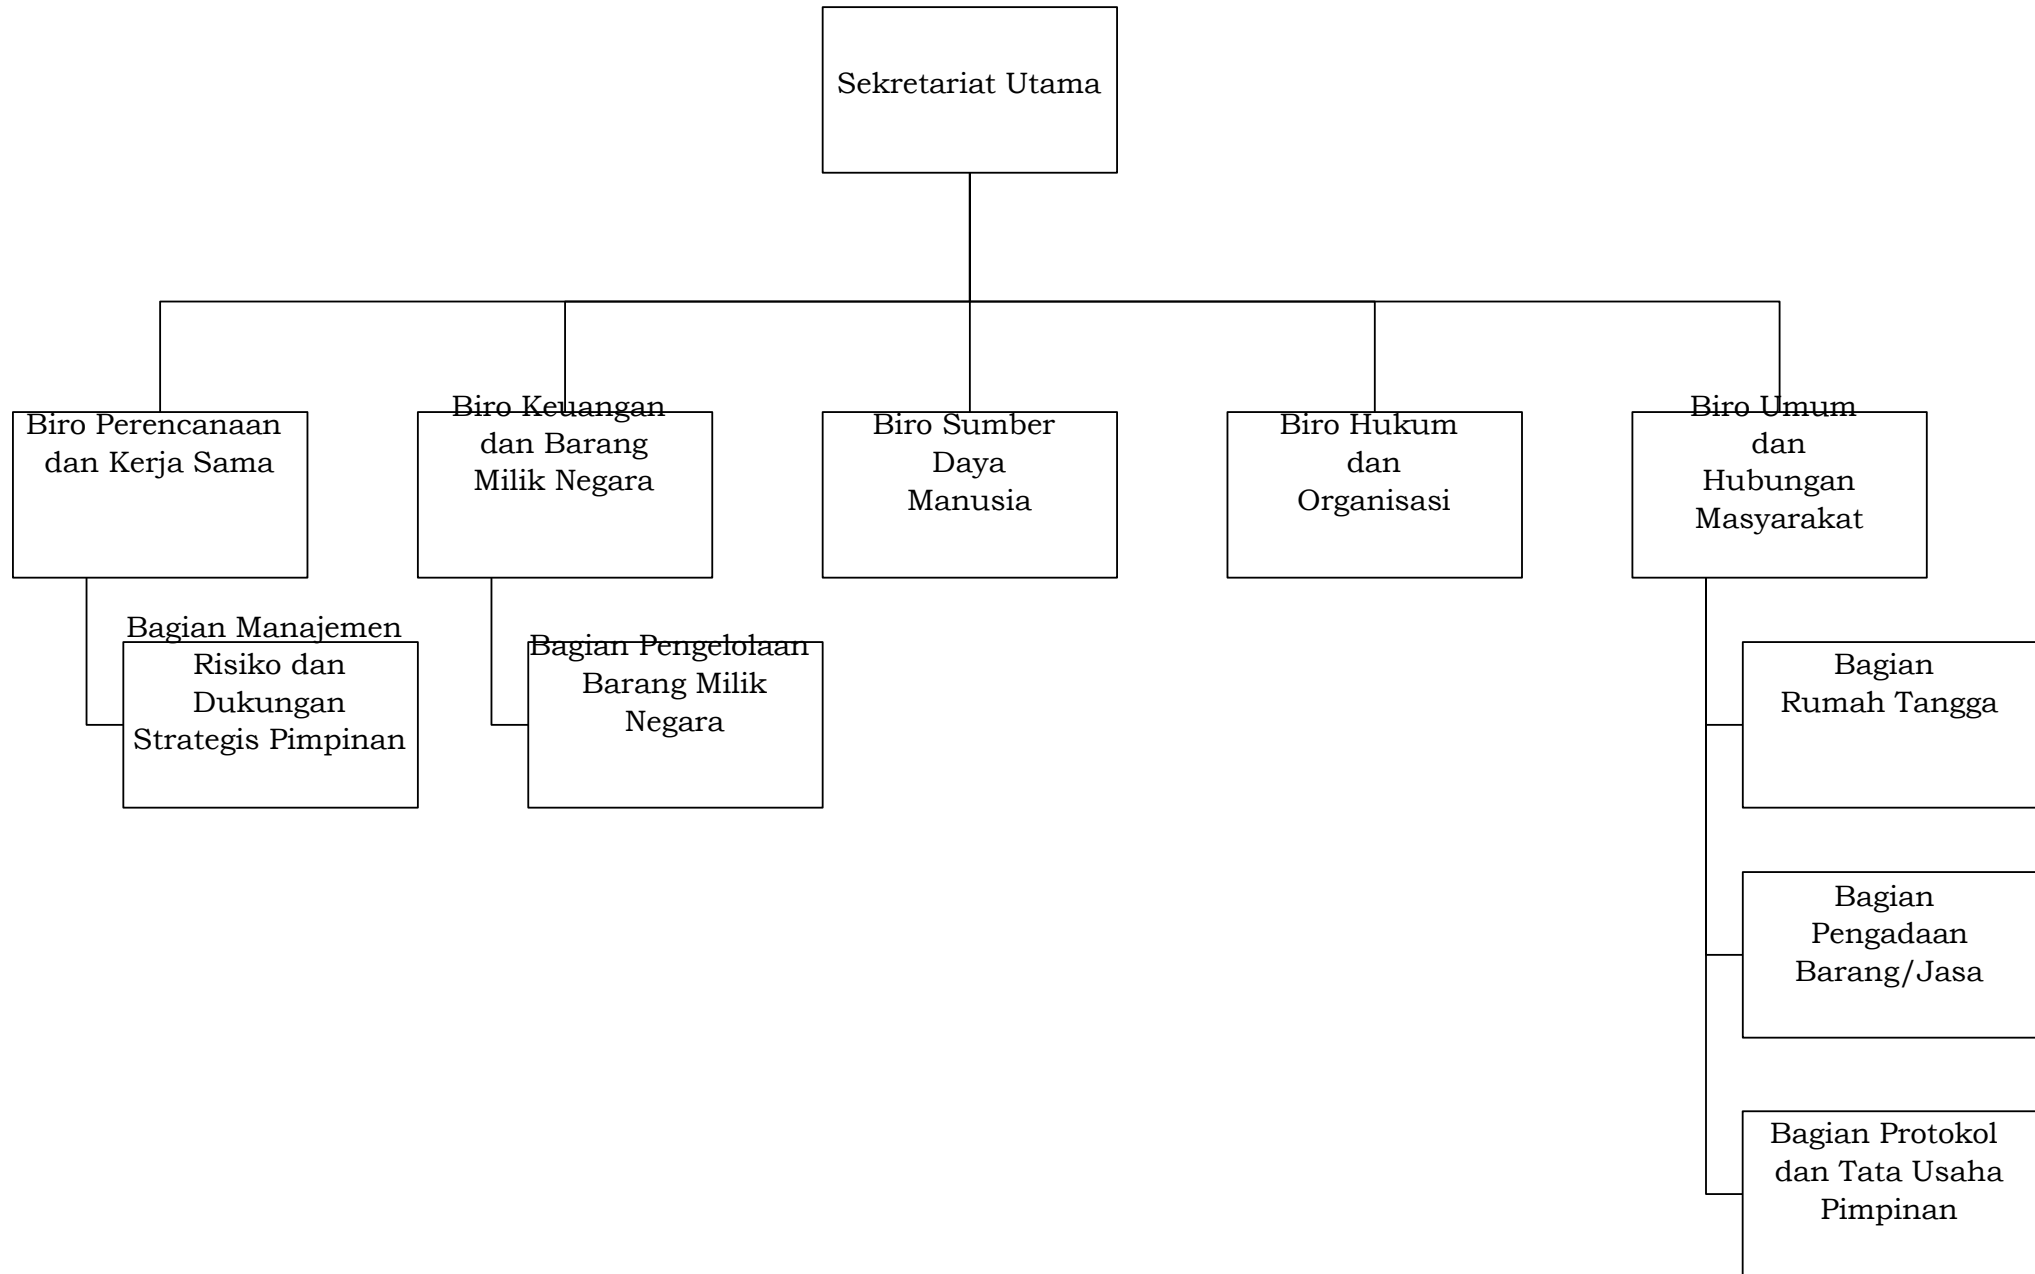 Sekretariat Utama
Biro Perencanaan
dan Kerja Sama
Biro Keuangan
dan Barang
Milik Negara
Biro Sumber
Daya
Manusia
Biro Hukum
dan
Organisasi
Biro Umum
dan
Hubungan
Masyarakat
Bagian Manajemen
Risiko dan
Dukungan
Strategis Pimpinan
Bagian Pengelolaan
Barang Milik
Negara
Bagian
Rumah Tangga
Bagian
Pengadaan
Barang/Jasa
Bagian Protokol
dan Tata Usaha
Pimpinan